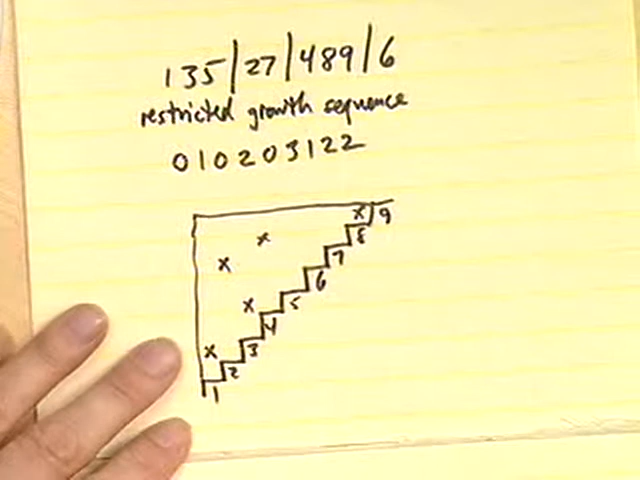 135/27/489/6
restricted growth sequence
010203122
x 9
x 8
x 7
6
x 5
4
x 3
2
1